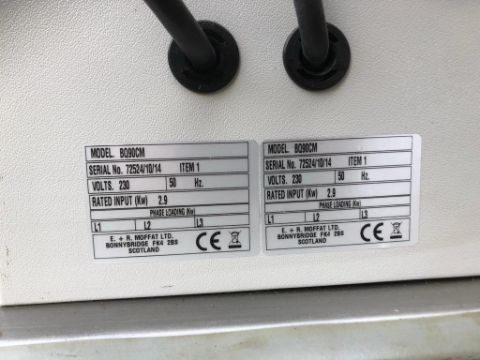 MODEL. BQ90CM
SERIAL No. 72524/10/14 ITEM 1
VOLTS. 230 50 Hz.
RATED INPUT (Kw) 2.9
PHASE LOADING (Kw)
L1 L2 L3
E. + R. MOFFAT LTD.
BONNYBRIDGE FK4 2BS
SCOTLAND
CE
MODEL. BQ90CM
SERIAL No. 72524/10/14 ITEM 1
VOLTS. 230 50 Hz.
RATED INPUT (Kw) 2.9
PHASE LOADING (Kw)
L1 L2 L3
E. + R. MOFFAT LTD.
BONNYBRIDGE FK4 2BS
SCOTLAND
CE